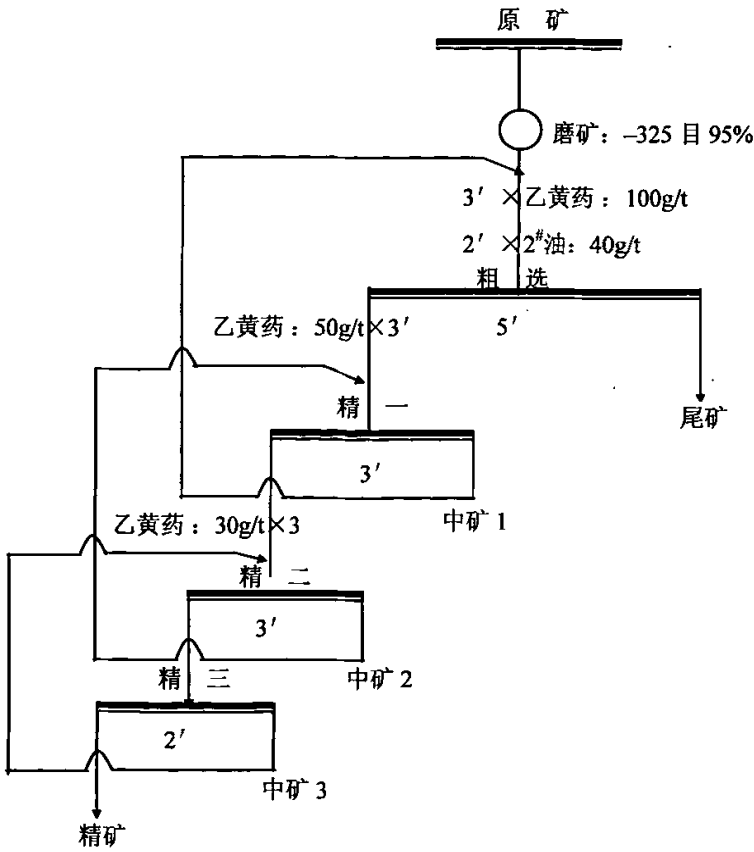 原 矿
磨矿：–325 目 95%
3′ ×乙黄药：100g/t
2′ ×2#油：40g/t
粗 选
乙黄药：50g/t×3′
5′
精 一
尾矿
3′
乙黄药：30g/t×3
中矿 1
精 二
3′
精 三
中矿 2
2′
中矿 3
精矿